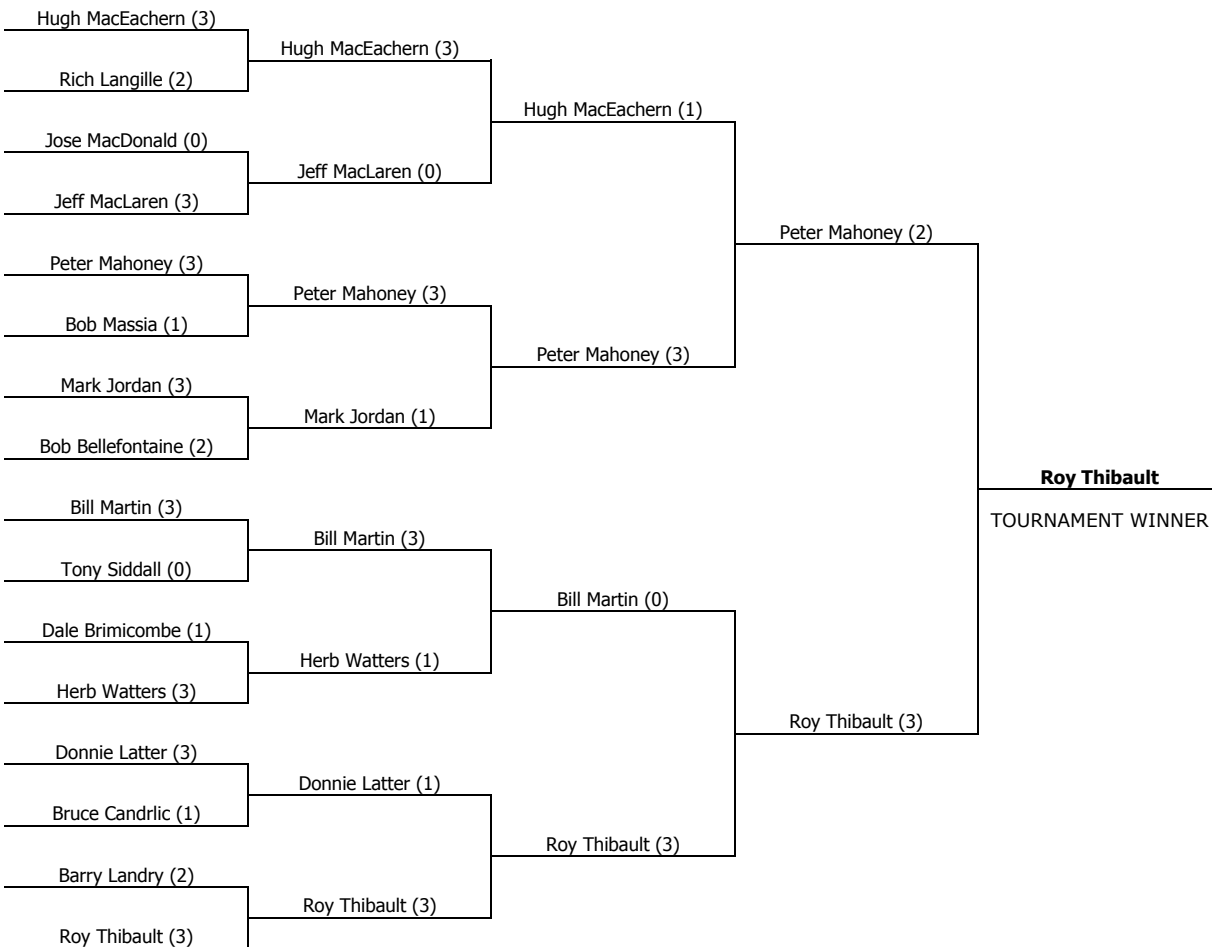 Hugh MacEachern (3)
Rich Langille (2)
Jose MacDonald (0)
Jeff MacLaren (3)
Peter Mahoney (3)
Bob Massia (1)
Mark Jordan (3)
Bob Bellefontaine (2)
Bill Martin (3)
Tony Siddall (0)
Dale Brimicombe (1)
Herb Watters (3)
Donnie Latter (3)
Bruce Candrlic (1)
Barry Landry (2)
Roy Thibault (3)
Hugh MacEachern (3)
Jeff MacLaren (0)
Peter Mahoney (3)
Mark Jordan (1)
Bill Martin (3)
Herb Watters (1)
Donnie Latter (1)
Roy Thibault (3)
Hugh MacEachern (1)
Peter Mahoney (3)
Bill Martin (0)
Roy Thibault (3)
Peter Mahoney (2)
Roy Thibault (3)
Roy Thibault
TOURNAMENT WINNER